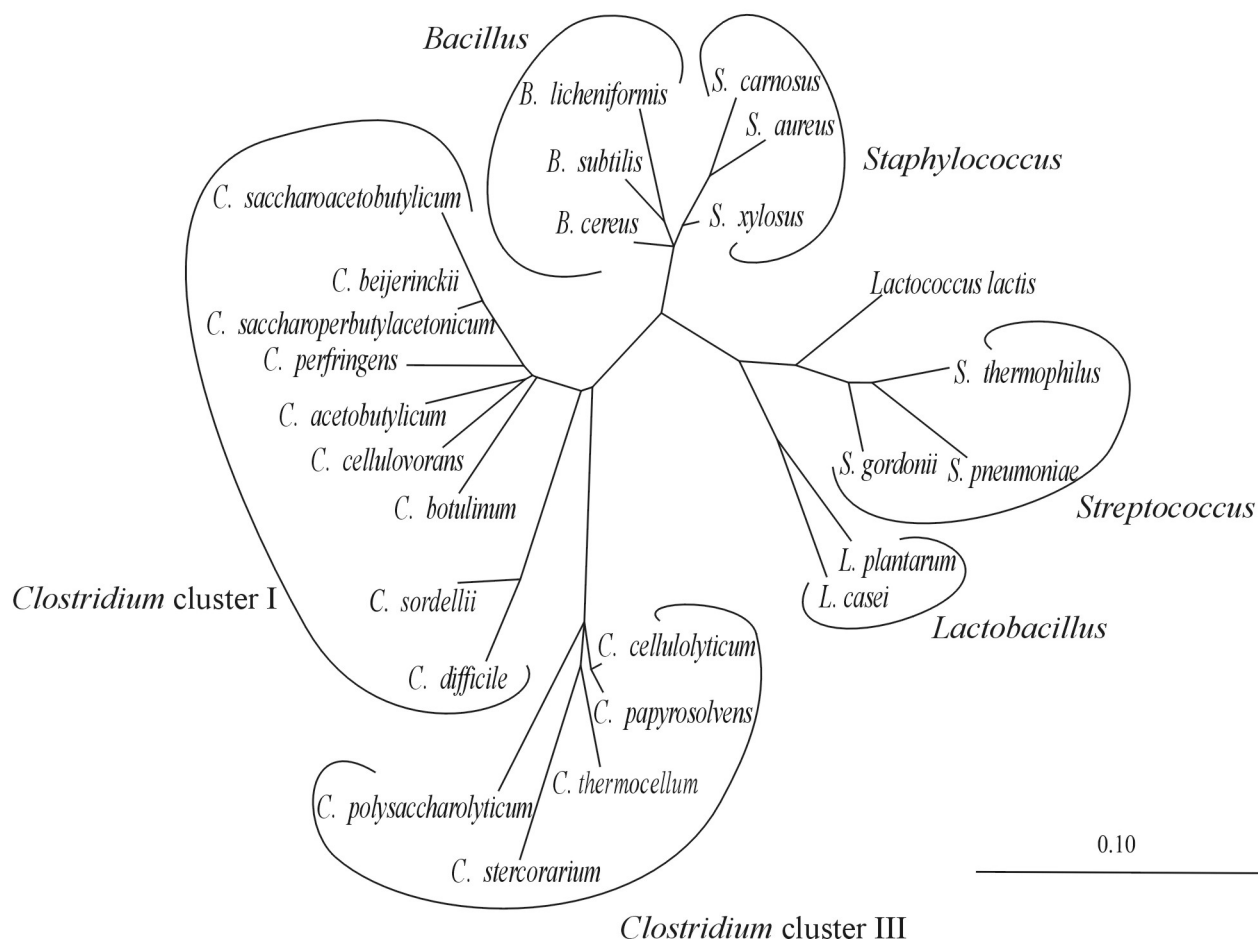 Bacillus
B. licheniformis
S. carnosus
S. aureus
B. subtilis
Staphylococcus
C. saccharoacetobutylicum
B. cereus
S. xylosus
C. beijerinckii
Lactococcus lactis
C. saccharoperbutylacetonicum
C. perfringens
S. thermophilus
C. acetobutylicum
C. cellulovorans
S. gordonii
S. pneumoniae
C. botulinum
Streptococcus
L. plantarum
Clostridium cluster I
C. sordellii
L. casei
Lactobacillus
C. cellulolyticum
C. difficile
C. papyrosolvens
C. thermocellum
C. polysaccharolyticum
0.10
C. stercorarium
Clostridium cluster III